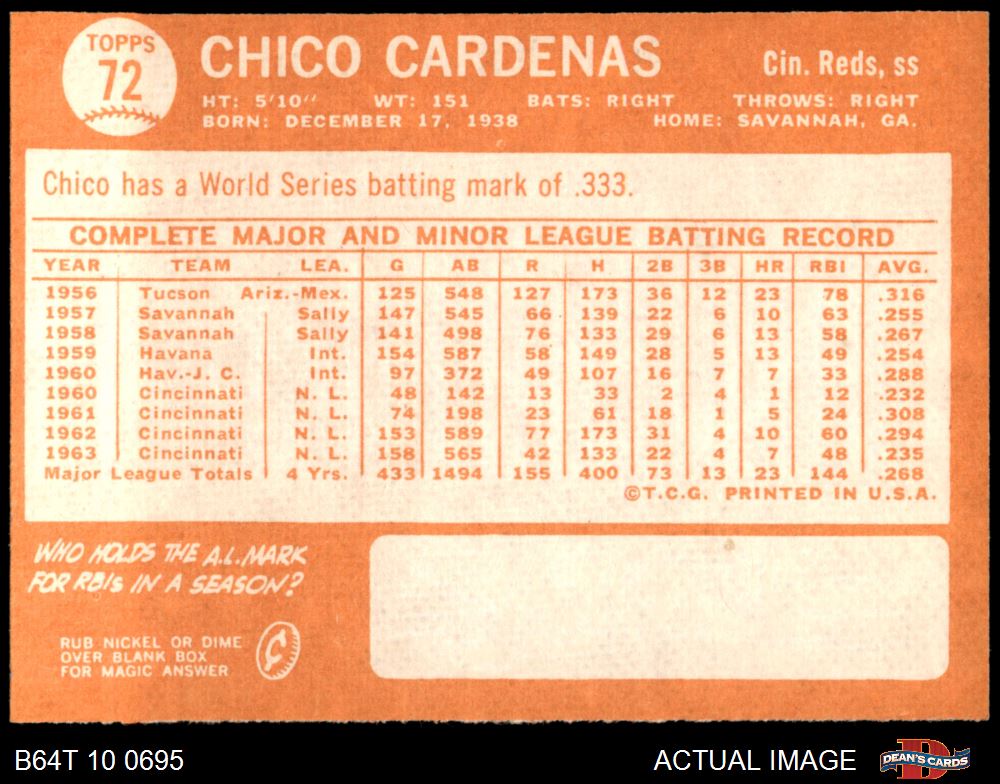 TOPPS
72
CHICO CARDENAS
Cin. Reds, ss
HT: 5'10" WT: 151 BATS: RIGHT THROWS: RIGHT
BORN: DECEMBER 17, 1938 HOME: SAVANNAH, GA.
Chico has a World Series batting mark of .333.
COMPLETE MAJOR AND MINOR LEAGUE BATTING RECORD
YEAR TEAM LEA. G AB R H 2B 3B HR RBI AVG.
1956 Tucson Ariz.-Mex. 125 548 127 173 36 12 23 78 .316
1957 Savannah Sally 147 545 66 139 22 6 10 63 .255
1958 Savannah Sally 141 498 76 133 29 6 13 58 .267
1959 Havana Int. 154 587 58 149 28 5 13 49 .254
1960 Hav.-J. C. Int. 97 372 49 107 16 7 7 33 .288
1960 Cincinnati N. L. 48 142 13 33 2 4 1 12 .232
1961 Cincinnati N. L. 74 198 23 61 18 1 5 24 .308
1962 Cincinnati N. L. 153 589 77 173 31 4 10 60 .294
1963 Cincinnati N. L. 158 565 42 133 22 4 7 48 .235
Major League Totals 4 Yrs. 433 1494 155 400 73 13 23 144 .268
©T.C.G. PRINTED IN U.S.A.
WHO HOLDS THE A.L. MARK
FOR RBIs IN A SEASON?
RUB NICKEL OR DIME
OVER BLANK BOX
FOR MAGIC ANSWER
B64T 10 0695
ACTUAL IMAGE
DEAN'S CARDS